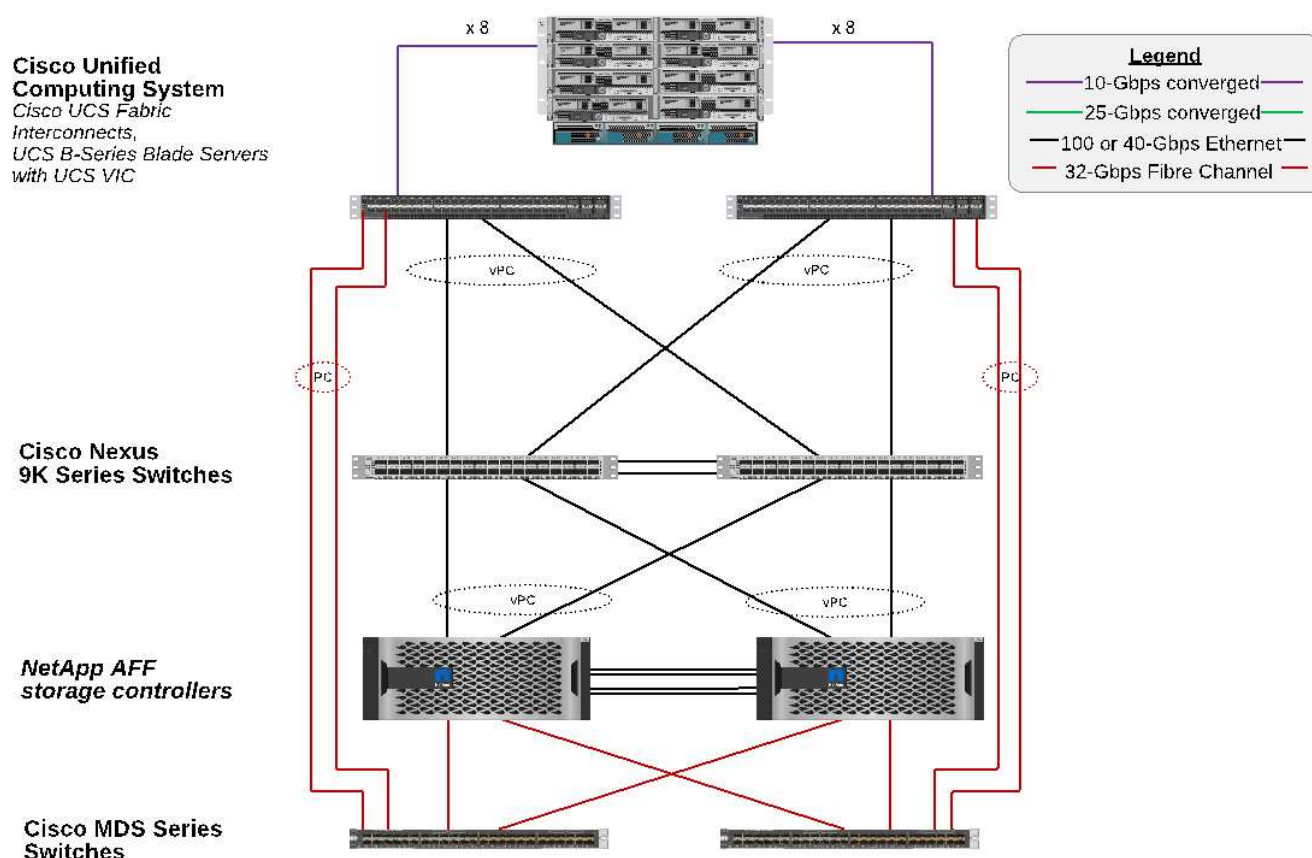 x 8
x 8
Cisco Unified
Computing System
Cisco UCS Fabric
Interconnects,
UCS B-Series Blade Servers
with UCS VIC
Legend
10-Gbps converged
25-Gbps converged
100 or 40-Gbps Ethernet
32-Gbps Fibre Channel
vPC
vPC
PC
PC
Cisco Nexus
9K Series Switches
vPC
vPC
NetApp AFF
storage controllers
Cisco MDS Series
Switches